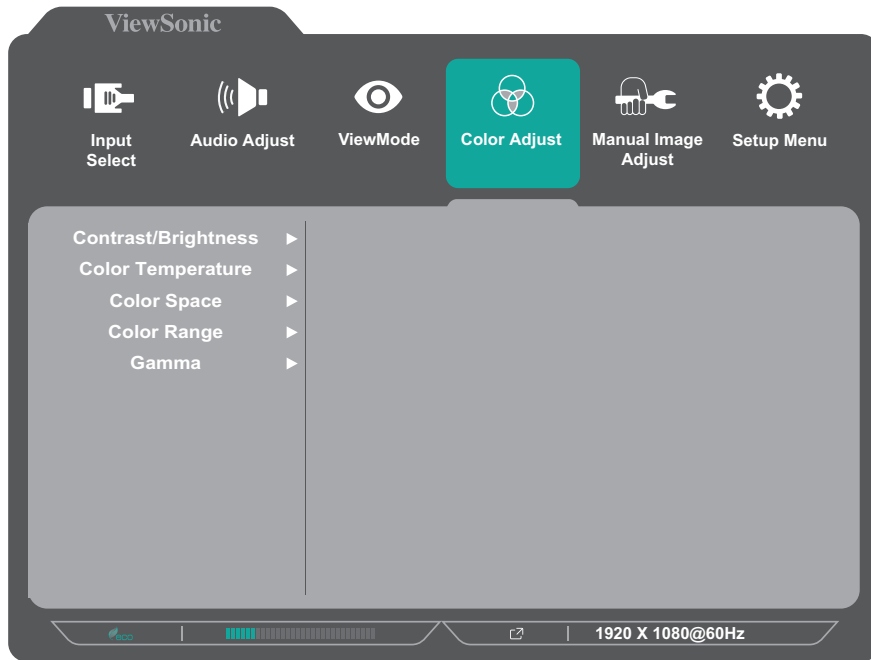 ViewSonic
Input
Select
Audio Adjust
ViewMode
Color Adjust
Manual Image
Adjust
Setup Menu
Contrast/Brightness
Color Temperature
Color Space
Color Range
Gamma
eco
1920 X 1080@60Hz